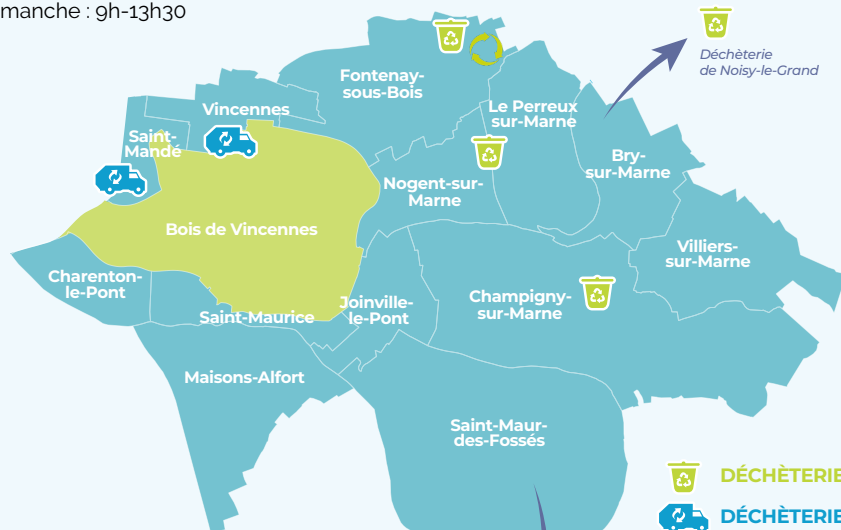 manche : 9h-13h30
Déchèterie
de Noisy-le-Grand
Fontenay-
sous-Bois
Vincennes
Le Perreux
sur-Marne
Saint-
Mandé
Bry-
sur-Marne
Nogent-sur-
Marne
Bois de Vincennes
Villiers-
sur-Marne
Charenton-
le-Pont
Champigny-
sur-Marne
Joinville-
le-Pont
Saint-Maurice
Maisons-Alfort
Saint-Maur-
des-Fossés
DÉCHÈTERIE
DÉCHÈTERIE